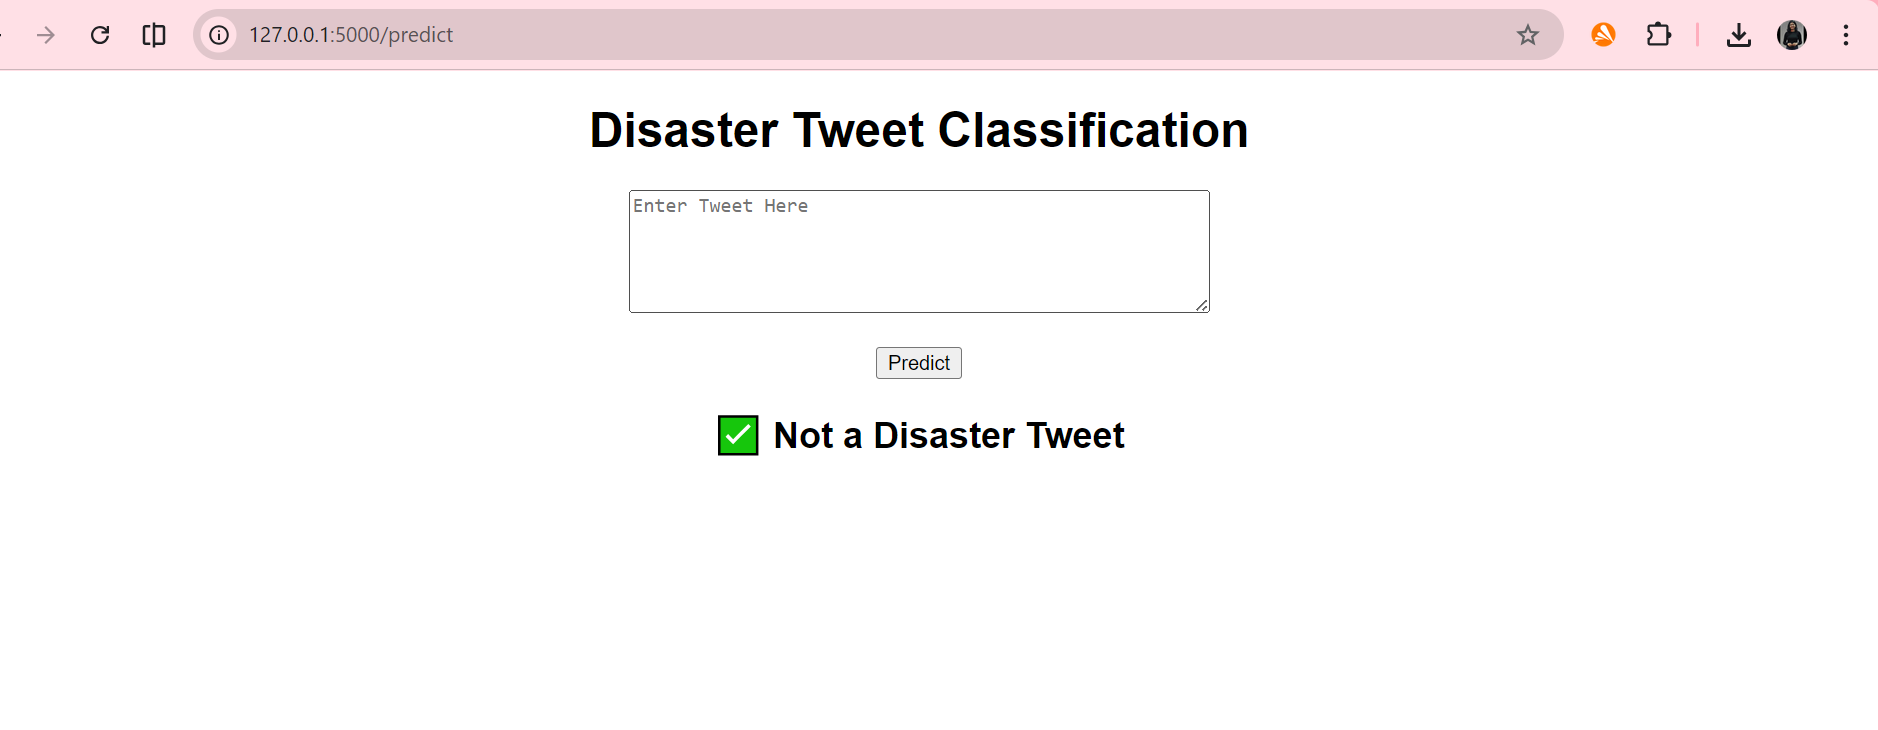 127.0.0.1:5000/predict
Disaster Tweet Classification
Enter Tweet Here
Predict
Not a Disaster Tweet